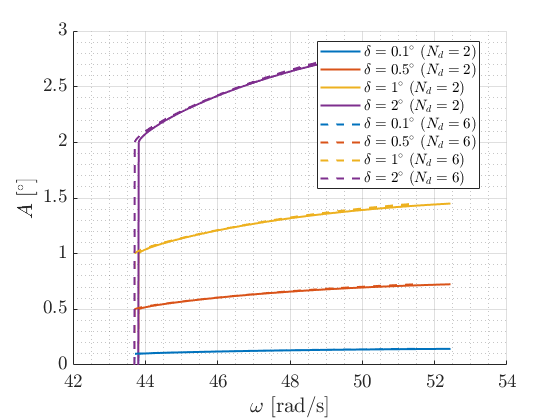 3
2.5
2
1.5
1
0.5
0
A [°]
δ = 0.1° (N_d = 2)
δ = 0.5° (N_d = 2)
δ = 1° (N_d = 2)
δ = 2° (N_d = 2)
δ = 0.1° (N_d = 6)
δ = 0.5° (N_d = 6)
δ = 1° (N_d = 6)
δ = 2° (N_d = 6)
42 44 46 48 50 52 54
ω [rad/s]